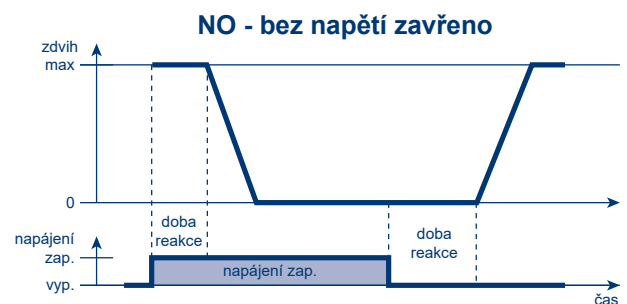 NO - bez napětí zavřeno
zdvih
max
0
doba
reakce
doba
reakce
napájení
zap.
napájení zap.
vyp.
čas